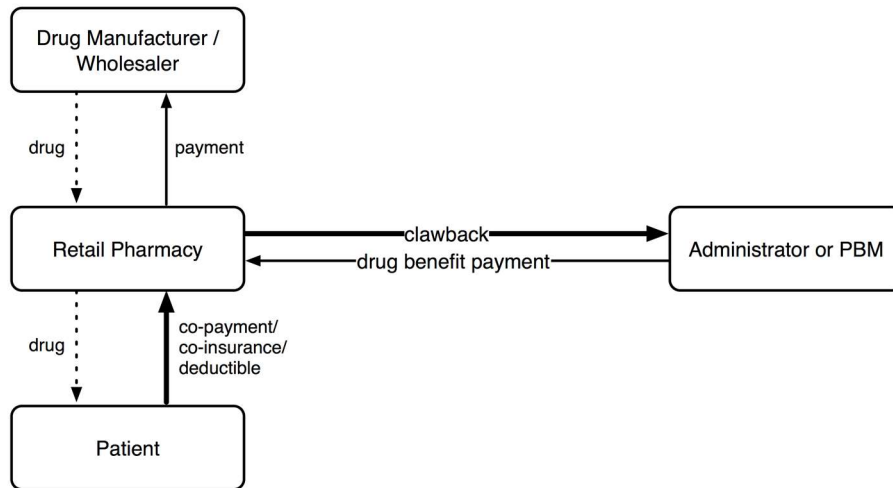 Drug Manufacturer /
Wholesaler
drug
payment
Retail Pharmacy
clawback
drug benefit payment
Administrator or PBM
drug
co-payment/
co-insurance/
deductible
Patient